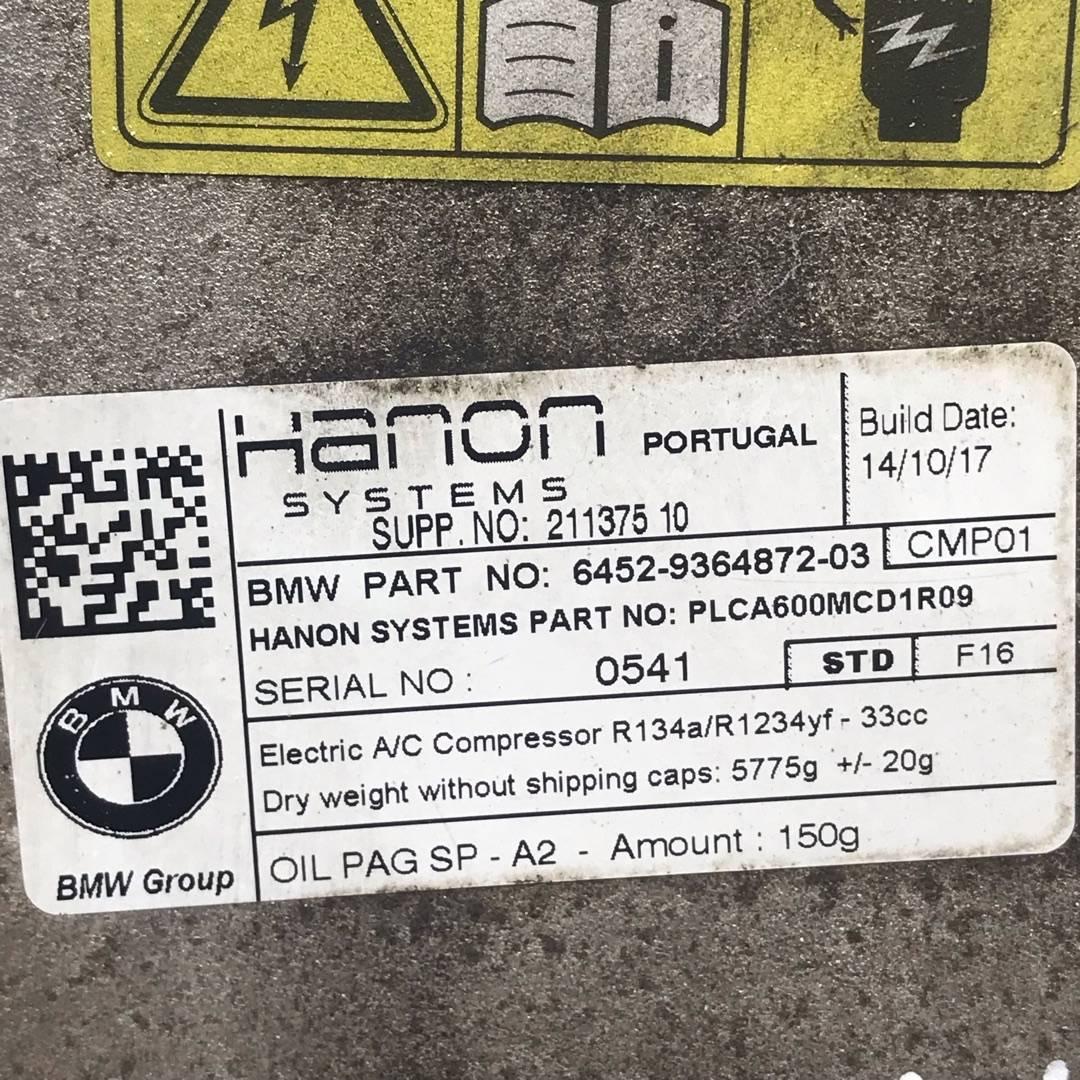 Hanon
SYSTEMS
PORTUGAL
Build Date:
14/10/17
SUPP. NO: 211375 10
BMW PART NO: 6452-9364872-03
CMP01
HANON SYSTEMS PART NO: PLCA600MCD1R09
SERIAL NO : 0541
STD
F16
Electric A/C Compressor R134a/R1234yf - 33cc
Dry weight without shipping caps: 5775g +/- 20g
OIL PAG SP - A2 - Amount : 150g
BMW
BMW Group